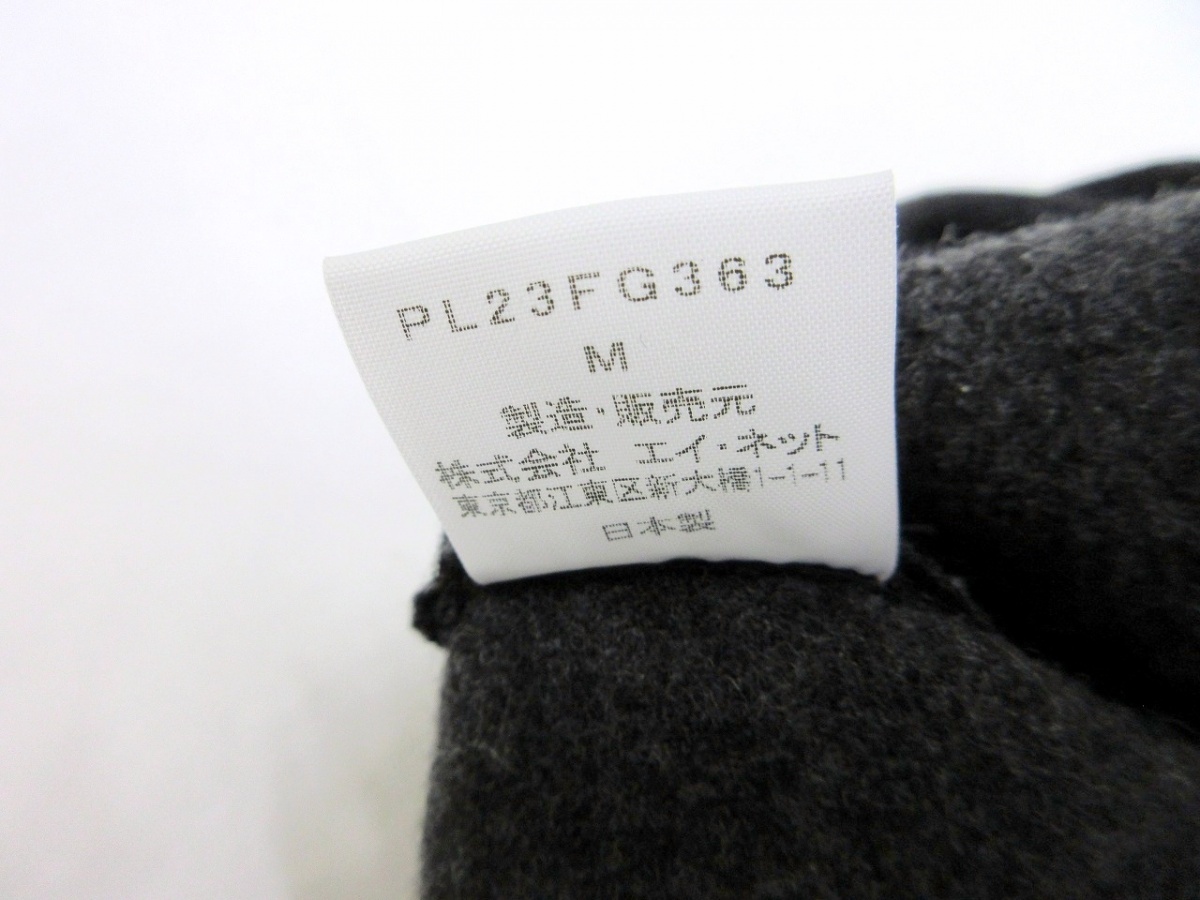 PL23FG363
M
製造・販売元
株式会社 エイ・ネット
東京都江東区新大橋1-1-11
日本製